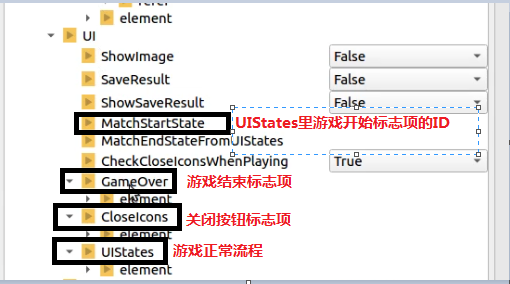 element
UI
ShowImage False
SaveResult False
ShowSaveResult False
MatchStartState UIStates里游戏开始标志项的ID
MatchEndStateFromUIStates
CheckCloseIconsWhenPlaying True
GameOver 游戏结束标志项
element
CloseIcons 关闭按钮标志项
element
UIStates 游戏正常流程
element